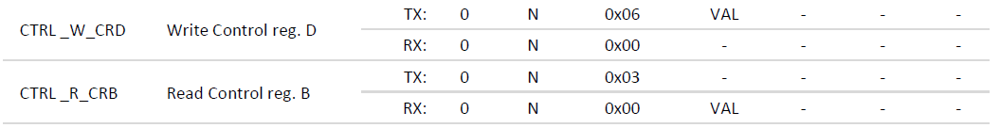 TX: 0 N 0x06 VAL - - -
CTRL _W_CRD Write Control reg. D
RX: 0 N 0x00 - - - -
TX: 0 N 0x03 - - - -
CTRL _R_CRB Read Control reg. B
RX: 0 N 0x00 VAL - - -